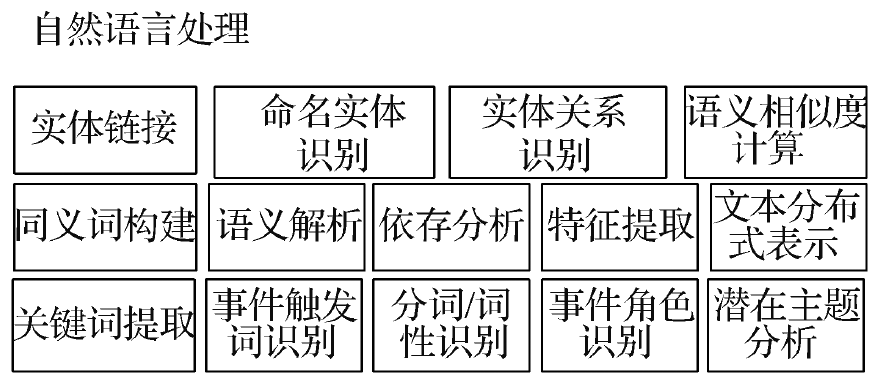 自然语言处理
实体链接
命名实体
识别
实体关系
识别
语义相似度
计算
同义词构建
语义解析
依存分析
特征提取
文本分布
式表示
关键词提取
事件触发
词识别
分词/词
性识别
事件角色
识别
潜在主题
分析